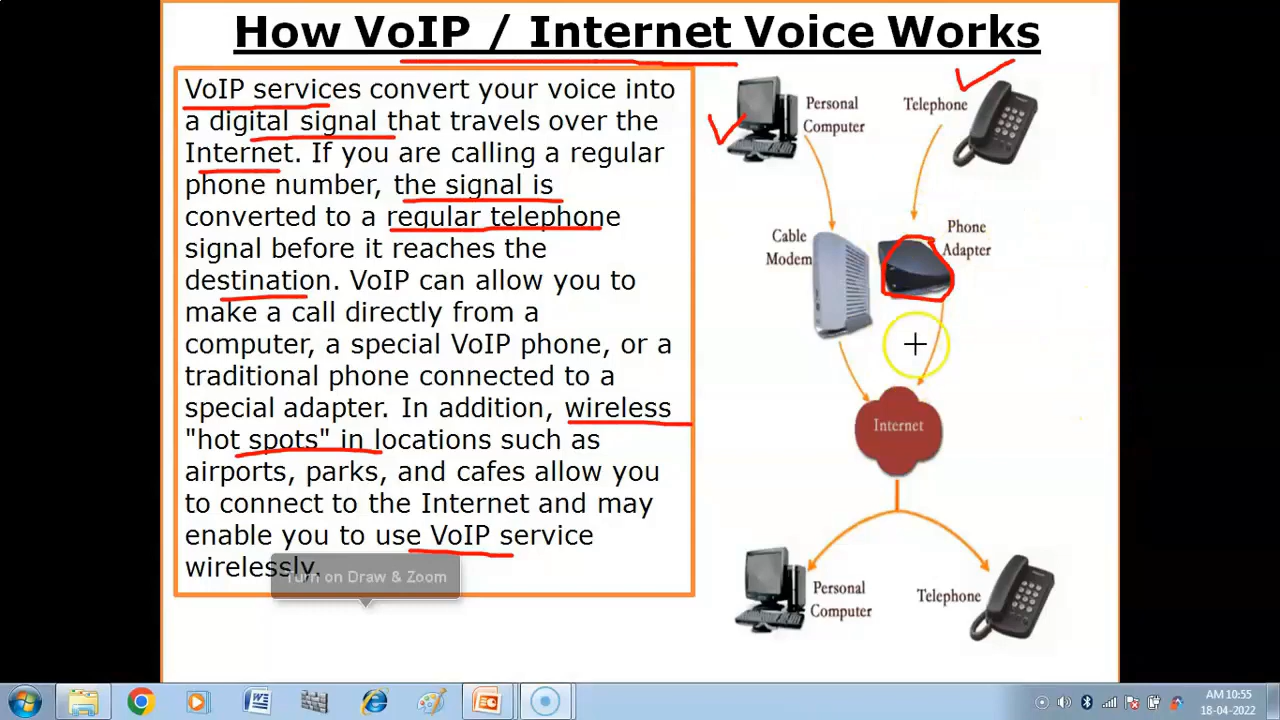 How VoIP / Internet Voice Works
VoIP services convert your voice into
a digital signal that travels over the
Internet. If you are calling a regular
phone number, the signal is
converted to a regular telephone
signal before it reaches the
destination. VoIP can allow you to
make a call directly from a
computer, a special VoIP phone, or a
traditional phone connected to a
special adapter. In addition, wireless
"hot spots" in locations such as
airports, parks, and cafes allow you
to connect to the Internet and may
enable you to use VoIP service
wirelessly.
Turn on Draw & Zoom
Personal
Computer
Telephone
Cable
Modem
Phone
Adapter
Internet
Personal
Computer
Telephone
AM 10:55
18-04-2022